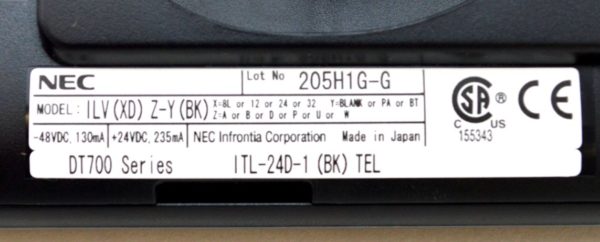 NEC
Lot No 205H1G-G
MODEL: ILV(XD) Z-Y(BK) X=8L or 12 or 24 or 32 Y=BLANK or PA or BT
Z=A or B or D or P or U or W
-48VDC, 130mA +24VDC, 235mA NEC Infrontia Corporation Made in Japan
DT700 Series ITL-24D-1 (BK) TEL
SA
C US
155343
CE